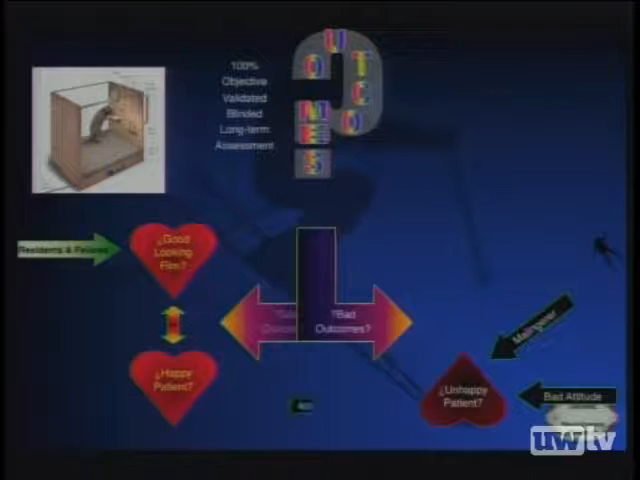 100%
Objective
Validated
Blinded
Long-term
Assessment
OUTCOMES
Residents & Fellows
¿Good
Looking
Film?
?Bad
Outcomes?
¿Happy
Patient?
Malingerer
¿Unhappy
Patient?
Bad Attitude
uwtv